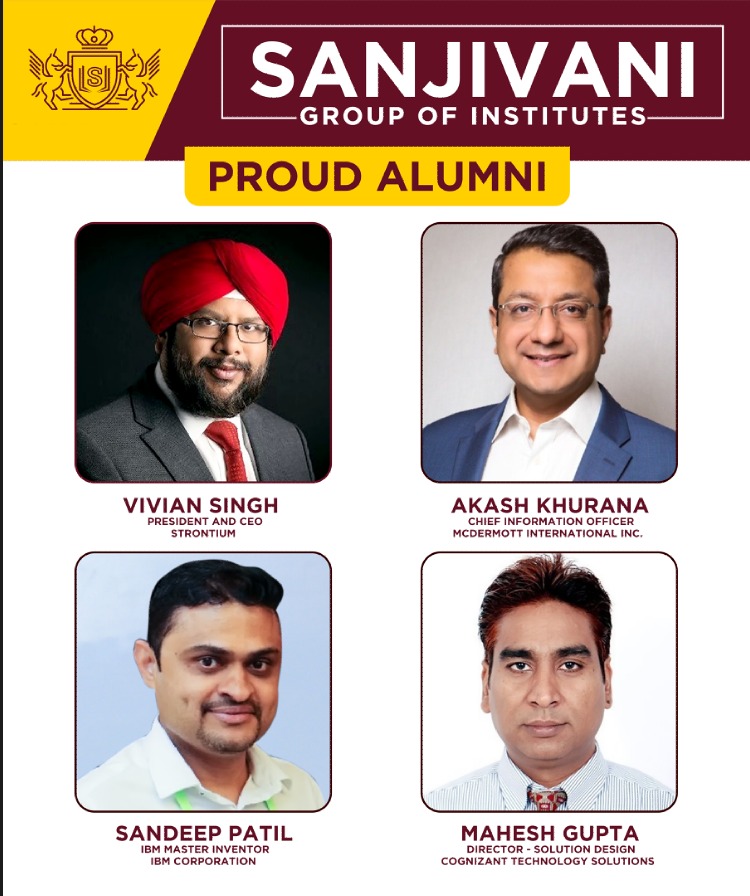 S
SANJIVANI
GROUP OF INSTITUTES
PROUD ALUMNI
VIVIAN SINGH
PRESIDENT AND CEO
STRONTIUM
AKASH KHURANA
CHIEF INFORMATION OFFICER
MCDERMOTT INTERNATIONAL INC.
SANDEEP PATIL
IBM MASTER INVENTOR
IBM CORPORATION
MAHESH GUPTA
DIRECTOR - SOLUTION DESIGN
COGNIZANT TECHNOLOGY SOLUTIONS